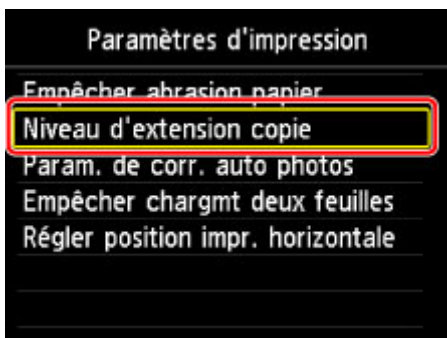 Paramètres d'impression
Empêcher abrasion papier
Niveau d'extension copie
Param. de corr. auto photos
Empêcher chargmt deux feuilles
Régler position impr. horizontale